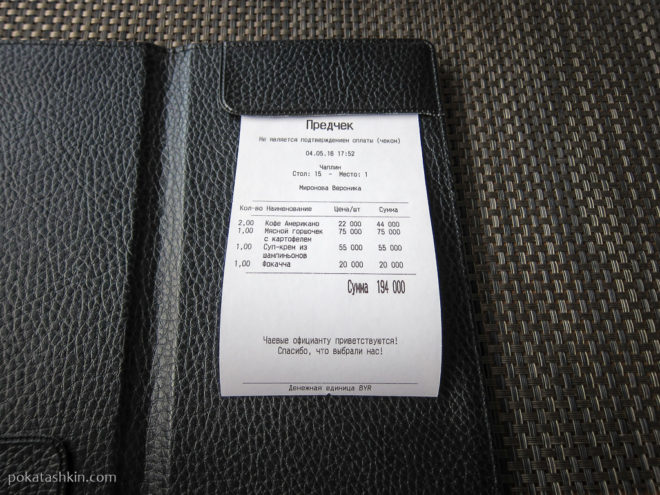 Предчек
Не является подтверждением оплаты (чеком)
04.05.16 17:52
Чаплин
Стол: 15 - Место: 1
Миронова Вероника
Кол-во Наименование Цена/шт Сумма
2,00 Кофе Американо 22 000 44 000
1,00 Мясной горшочек 75 000 75 000
с картофелем
1,00 Суп-крем из 55 000 55 000
шампиньонов
1,00 Фокачча 20 000 20 000
Сумма 194 000
Чаевые официанту приветствуются!
Спасибо, что выбрали нас!
Денежная единица BYR
pokatashkin.com